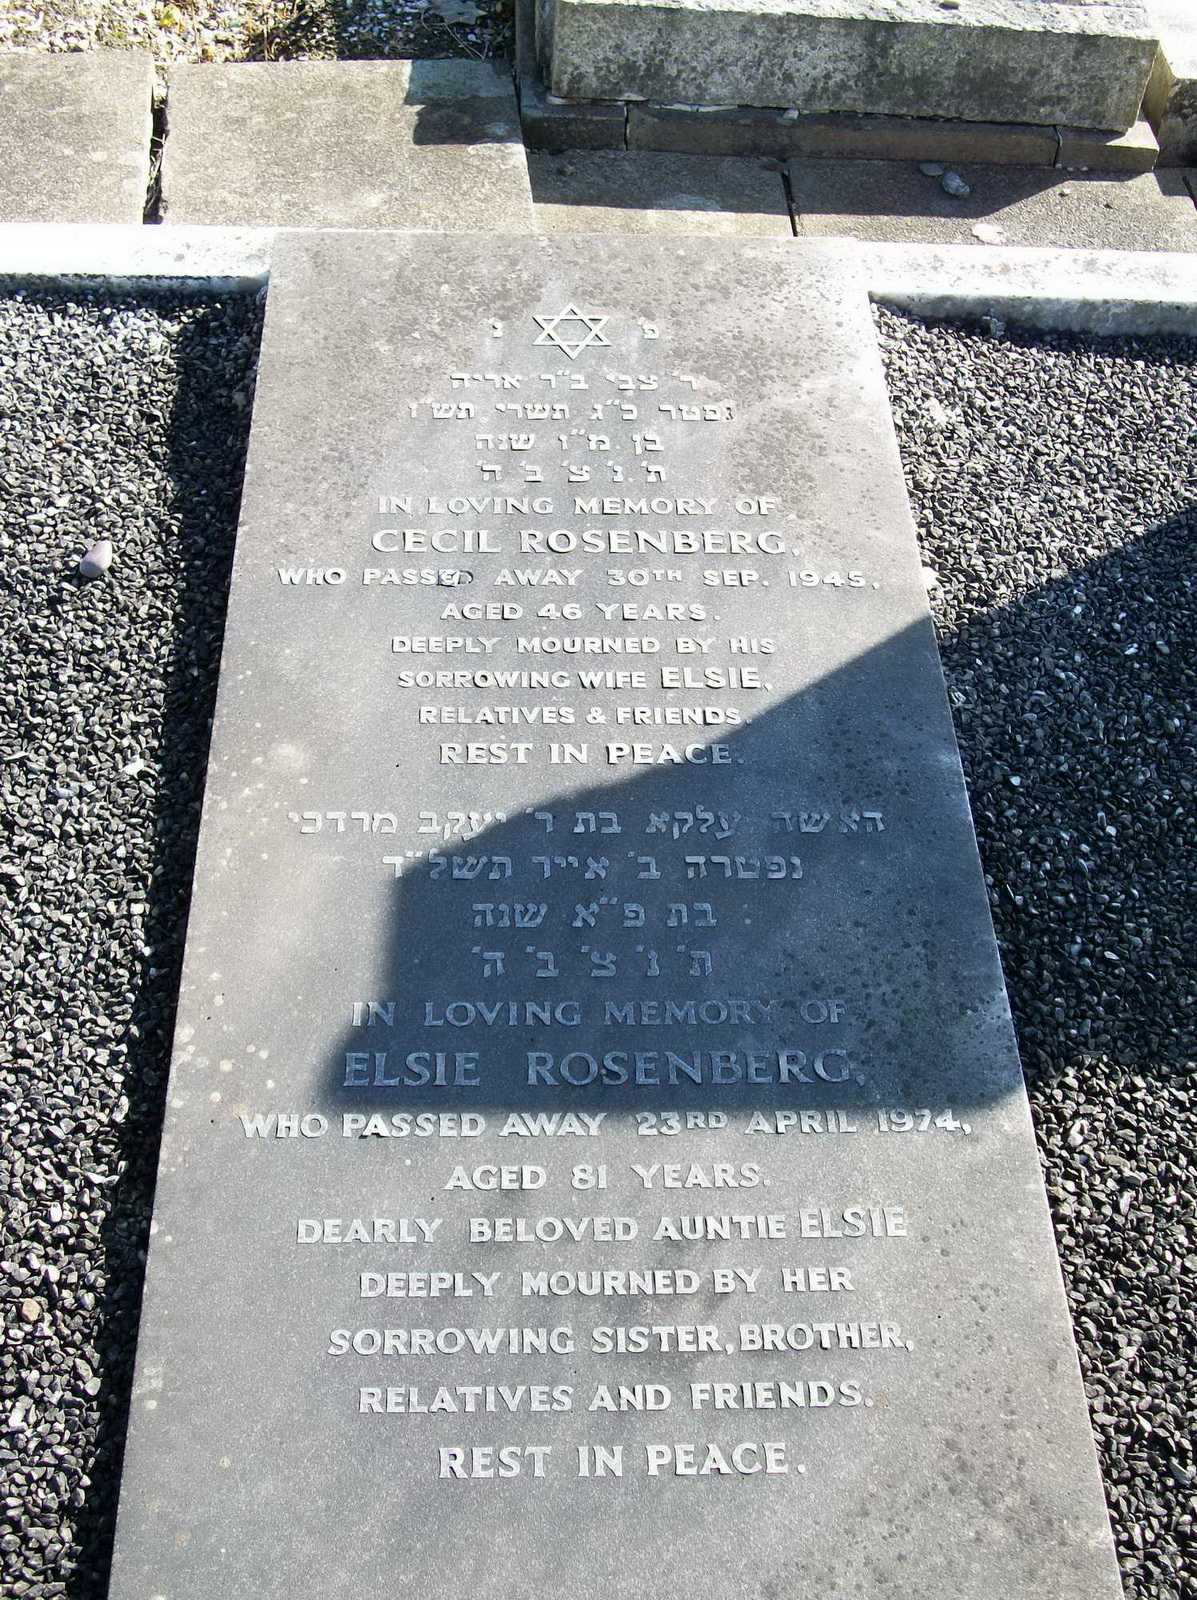 פ נ
ר׳ צבי ב״ר אריה
נפטר כ״ג תשרי תש״ו
בן מ״ו שנה
ת׳ נ׳ צ׳ ב׳ ה׳
IN LOVING MEMORY OF
CECIL ROSENBERG,
WHO PASSED AWAY 30TH SEP. 1945,
AGED 46 YEARS.
DEEPLY MOURNED BY HIS
SORROWING WIFE ELSIE,
RELATIVES & FRIENDS.
REST IN PEACE.
האשה עלקא בת ר׳ יעקב מרדכי
נפטרה ב׳ אייר תשל״ד
בת פ״א שנה
ת׳ נ׳ צ׳ ב׳ ה׳
IN LOVING MEMORY OF
ELSIE ROSENBERG,
WHO PASSED AWAY 23RD APRIL 1974,
AGED 81 YEARS.
DEARLY BELOVED AUNTIE ELSIE
DEEPLY MOURNED BY HER
SORROWING SISTER, BROTHER,
RELATIVES AND FRIENDS.
REST IN PEACE.